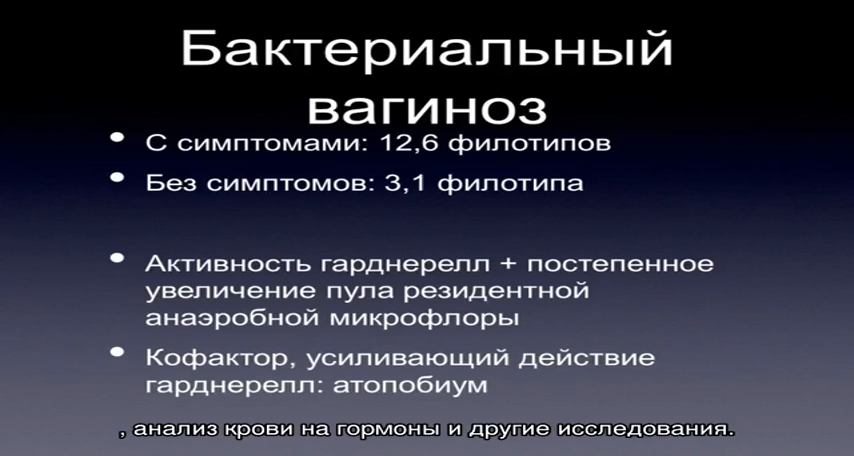 Бактериальный
вагиноз
• С симптомами: 12,6 филотипов
• Без симптомов: 3,1 филотипа
• Активность гарднерелл + постепенное
увеличение пула резидентной
анаэробной микрофлоры
• Кофактор, усиливающий действие
гарднерелл: атопобиум
, анализ крови на гормоны и другие исследования.